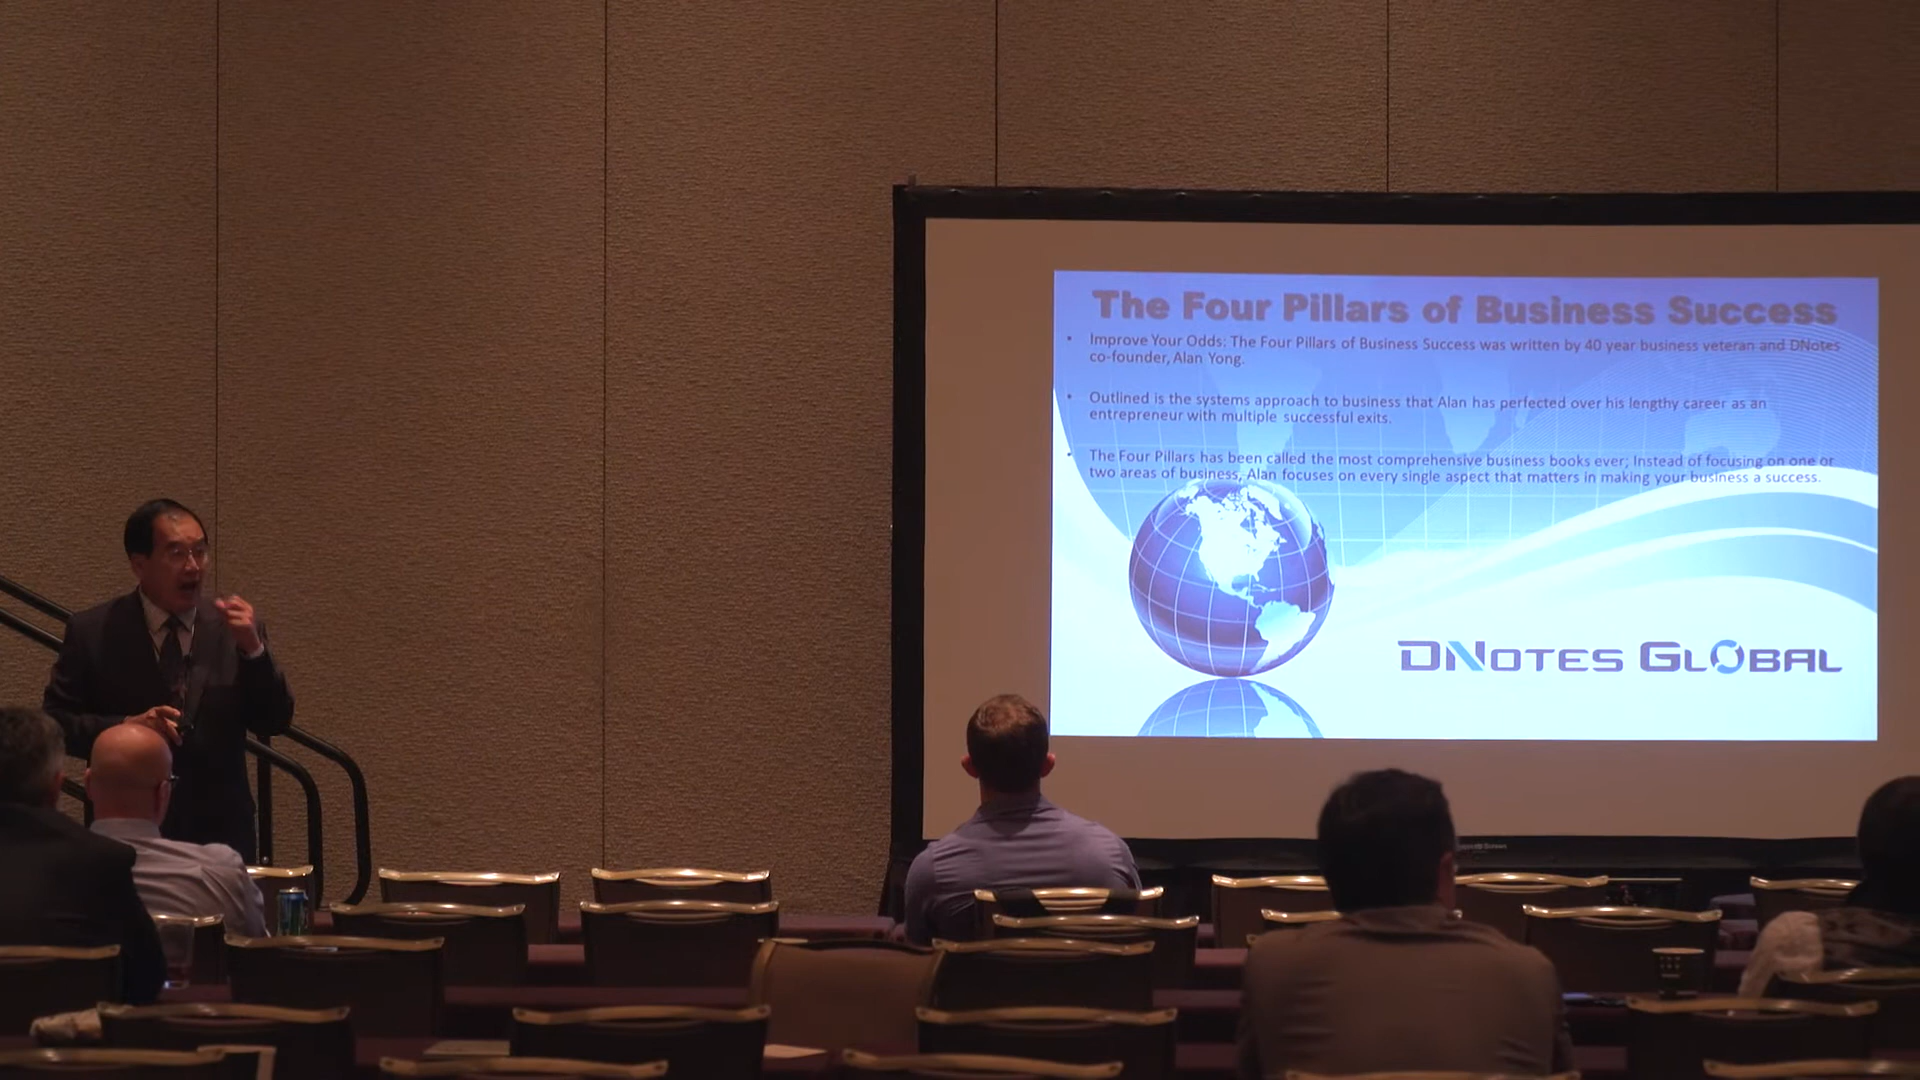 The Four Pillars of Business Success
• Improve Your Odds: The Four Pillars of Business Success was written by 40 year business veteran and DNotes
co-founder, Alan Yong.
• Outlined is the systems approach to business that Alan has perfected over his lengthy career as an
entrepreneur with multiple successful exits.
• The Four Pillars has been called the most comprehensive business books ever; Instead of focusing on one or
two areas of business, Alan focuses on every single aspect that matters in making your business a success.
DNOTES GLOBAL